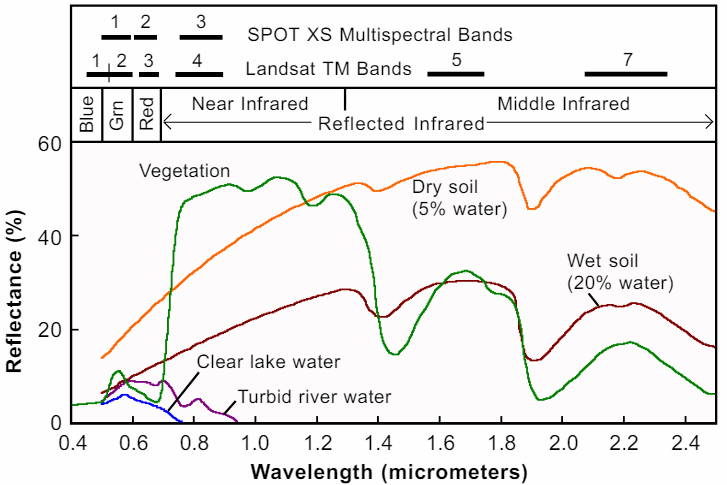 1 2 3 SPOT XS Multispectral Bands
1 2 3 4 Landsat TM Bands 5 7
Blue Grn Red Near Infrared Middle Infrared
Reflected Infrared
60
Vegetation
Dry soil
(5% water)
40
Wet soil
(20% water)
Reflectance (%)
20
Clear lake water
Turbid river water
0
0.4 0.6 0.8 1.0 1.2 1.4 1.6 1.8 2.0 2.2 2.4
Wavelength (micrometers)